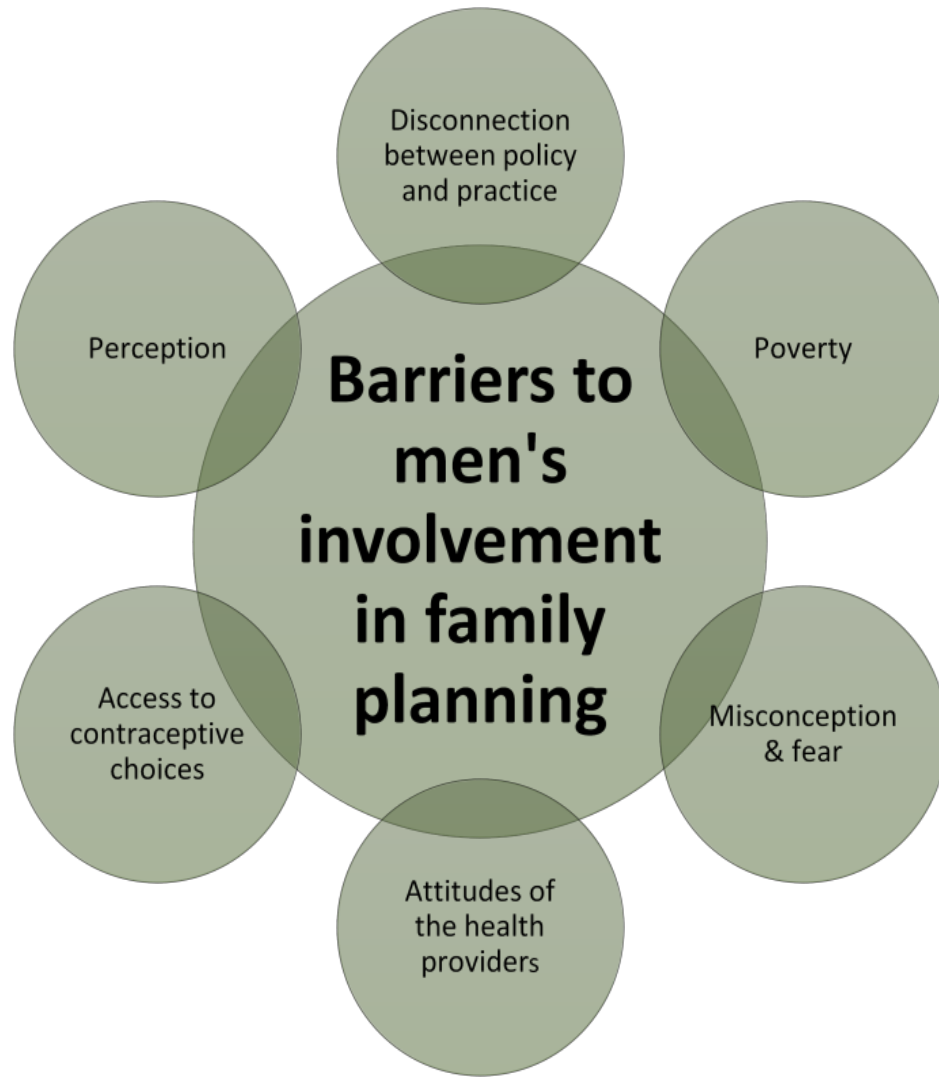 Disconnection
between policy
and practice
Perception
Poverty
Barriers to
men's
involvement
in family
planning
Access to
contraceptive
choices
Misconception
& fear
Attitudes of
the health
providers